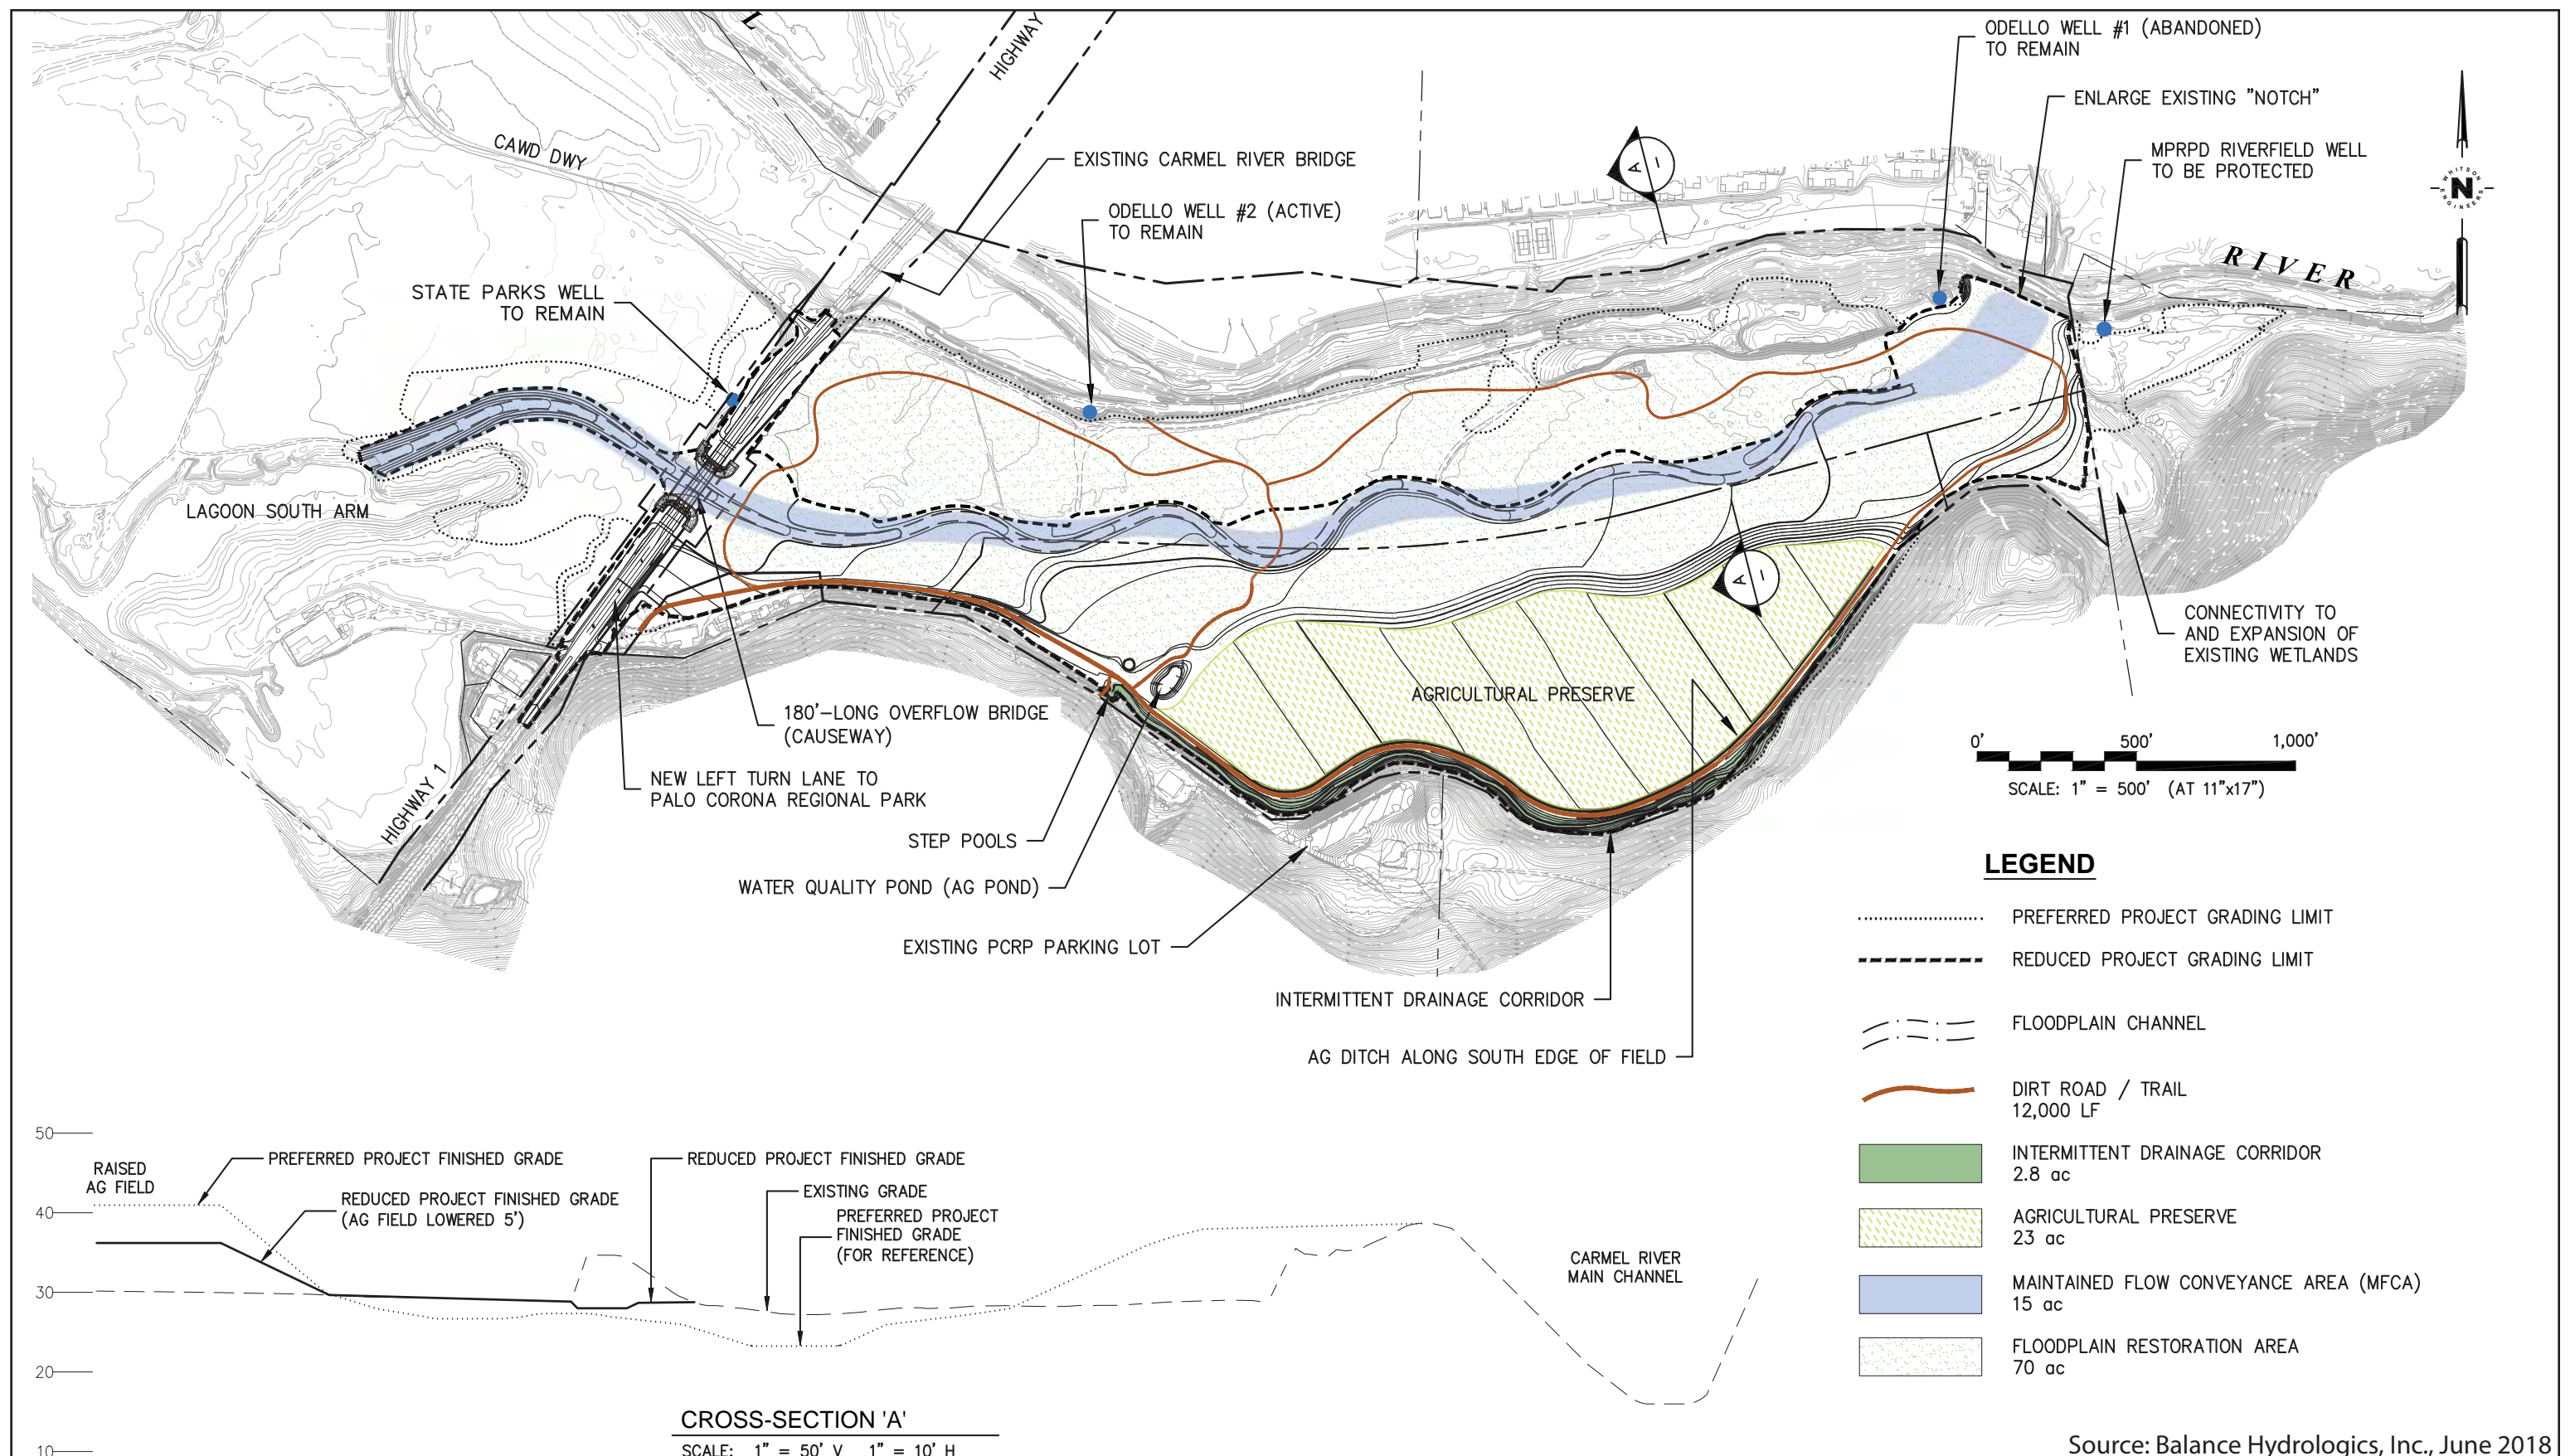 L
HIGHWAY
ODELLO WELL #1 (ABANDONED)
TO REMAIN
ENLARGE EXISTING "NOTCH"
CAWD DWY
EXISTING CARMEL RIVER BRIDGE
A
–
MPRPD RIVERFIELD WELL
TO BE PROTECTED
WHITSON
N
ENGINEERS
ODELLO WELL #2 (ACTIVE)
TO REMAIN
RIVER
STATE PARKS WELL
TO REMAIN
LAGOON SOUTH ARM
A
–
CONNECTIVITY TO
AND EXPANSION OF
EXISTING WETLANDS
AGRICULTURAL PRESERVE
180'–LONG OVERFLOW BRIDGE
(CAUSEWAY)
0' 500' 1,000'
SCALE: 1" = 500' (AT 11"x17")
NEW LEFT TURN LANE TO
PALO CORONA REGIONAL PARK
HIGHWAY 1
STEP POOLS
WATER QUALITY POND (AG POND)
EXISTING PCRP PARKING LOT
INTERMITTENT DRAINAGE CORRIDOR
AG DITCH ALONG SOUTH EDGE OF FIELD
LEGEND
PREFERRED PROJECT GRADING LIMIT
REDUCED PROJECT GRADING LIMIT
FLOODPLAIN CHANNEL
DIRT ROAD / TRAIL
12,000 LF
INTERMITTENT DRAINAGE CORRIDOR
2.8 ac
AGRICULTURAL PRESERVE
23 ac
MAINTAINED FLOW CONVEYANCE AREA (MFCA)
15 ac
FLOODPLAIN RESTORATION AREA
70 ac
50
RAISED
AG FIELD
PREFERRED PROJECT FINISHED GRADE
REDUCED PROJECT FINISHED GRADE
(AG FIELD LOWERED 5')
REDUCED PROJECT FINISHED GRADE
EXISTING GRADE
PREFERRED PROJECT
FINISHED GRADE
(FOR REFERENCE)
40
CARMEL RIVER
MAIN CHANNEL
30
20
10
CROSS-SECTION 'A'
SCALE: 1" = 50' V 1" = 10' H
Source: Balance Hydrologics, Inc., June 2018